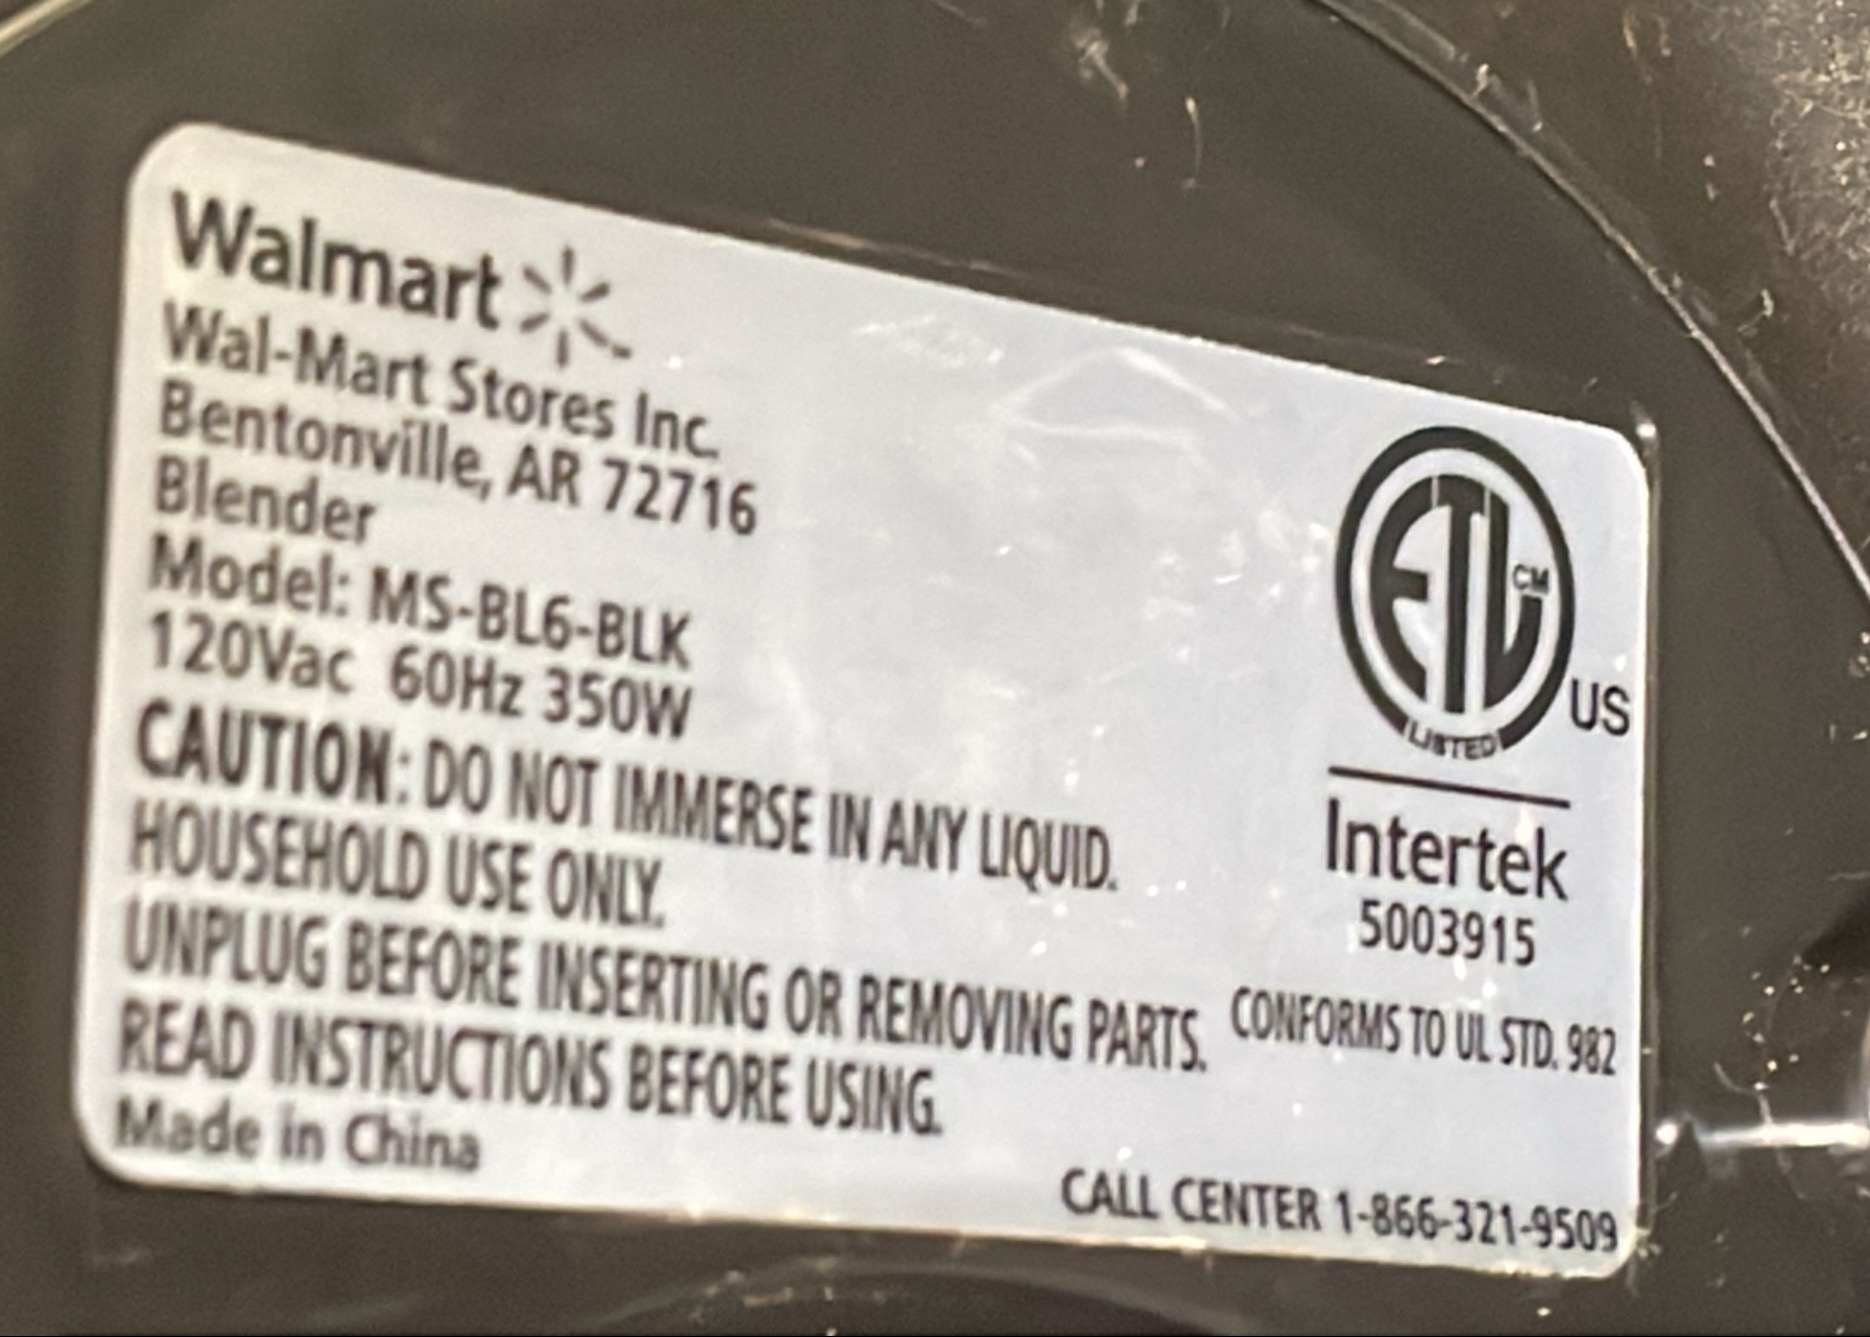 Walmart
Wal-Mart Stores Inc.
Bentonville, AR 72716
Blender
Model: MS-BL6-BLK
120Vac 60Hz 350W
CAUTION: DO NOT IMMERSE IN ANY LIQUID.
HOUSEHOLD USE ONLY.
UNPLUG BEFORE INSERTING OR REMOVING PARTS.
READ INSTRUCTIONS BEFORE USING.
Made in China
ETL CM
LISTED
US
Intertek
5003915
CONFORMS TO UL STD. 982
CALL CENTER 1-866-321-9509